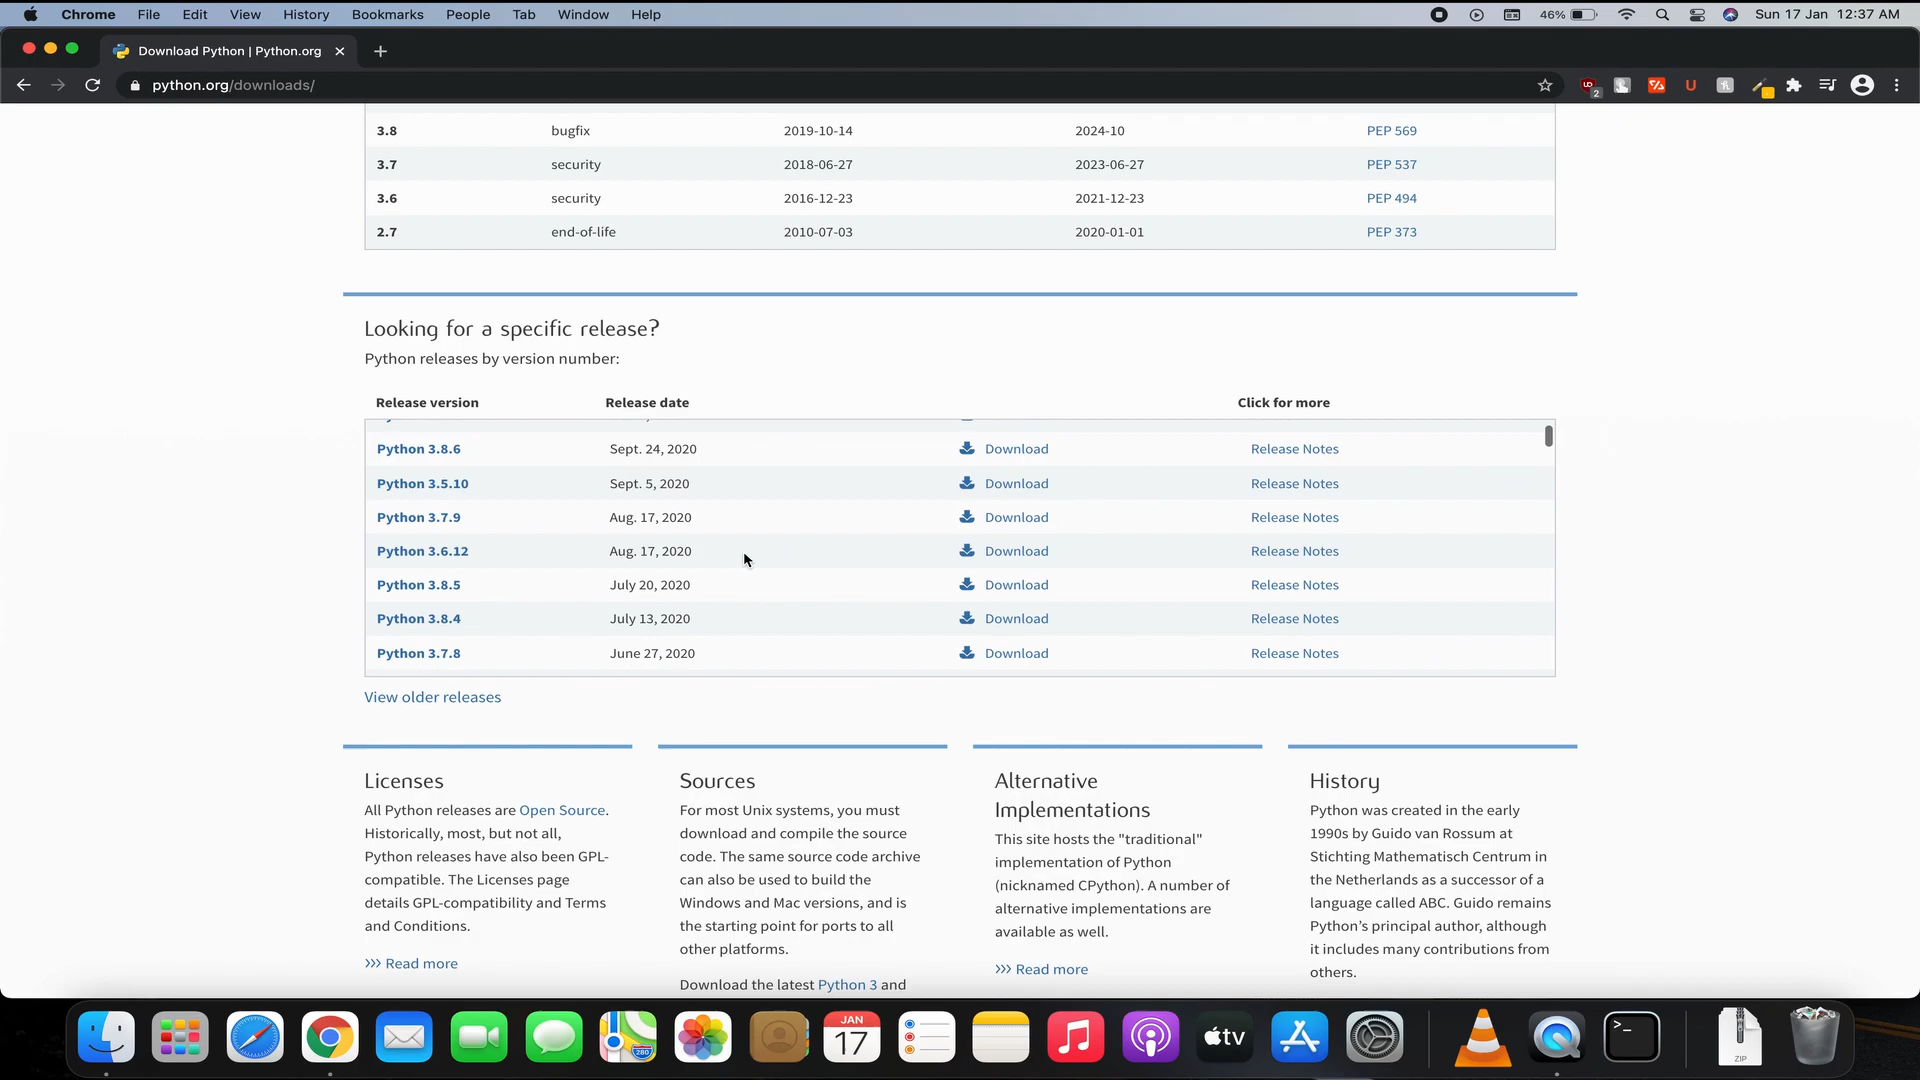 Chrome File Edit View History Bookmarks People Tab Window Help 46% Sun 17 Jan 12:37 AM
Download Python | Python.org
python.org/downloads/
2
3.8 bugfix 2019-10-14 2024-10 PEP 569
3.7 security 2018-06-27 2023-06-27 PEP 537
3.6 security 2016-12-23 2021-12-23 PEP 494
2.7 end-of-life 2010-07-03 2020-01-01 PEP 373
Looking for a specific release?
Python releases by version number:
Release version Release date Click for more
Python 3.8.6 Sept. 24, 2020 Download Release Notes
Python 3.5.10 Sept. 5, 2020 Download Release Notes
Python 3.7.9 Aug. 17, 2020 Download Release Notes
Python 3.6.12 Aug. 17, 2020 Download Release Notes
Python 3.8.5 July 20, 2020 Download Release Notes
Python 3.8.4 July 13, 2020 Download Release Notes
Python 3.7.8 June 27, 2020 Download Release Notes
View older releases
Licenses
All Python releases are Open Source.
Historically, most, but not all,
Python releases have also been GPL-
compatible. The Licenses page
details GPL-compatibility and Terms
and Conditions.
>>> Read more
Sources
For most Unix systems, you must
download and compile the source
code. The same source code archive
can also be used to build the
Windows and Mac versions, and is
the starting point for ports to all
other platforms.
Download the latest Python 3 and
Alternative
Implementations
This site hosts the "traditional"
implementation of Python
(nicknamed CPython). A number of
alternative implementations are
available as well.
>>> Read more
History
Python was created in the early
1990s by Guido van Rossum at
Stichting Mathematisch Centrum in
the Netherlands as a successor of a
language called ABC. Guido remains
Python’s principal author, although
it includes many contributions from
others.
280
JAN
17
tv
>_
ZIP